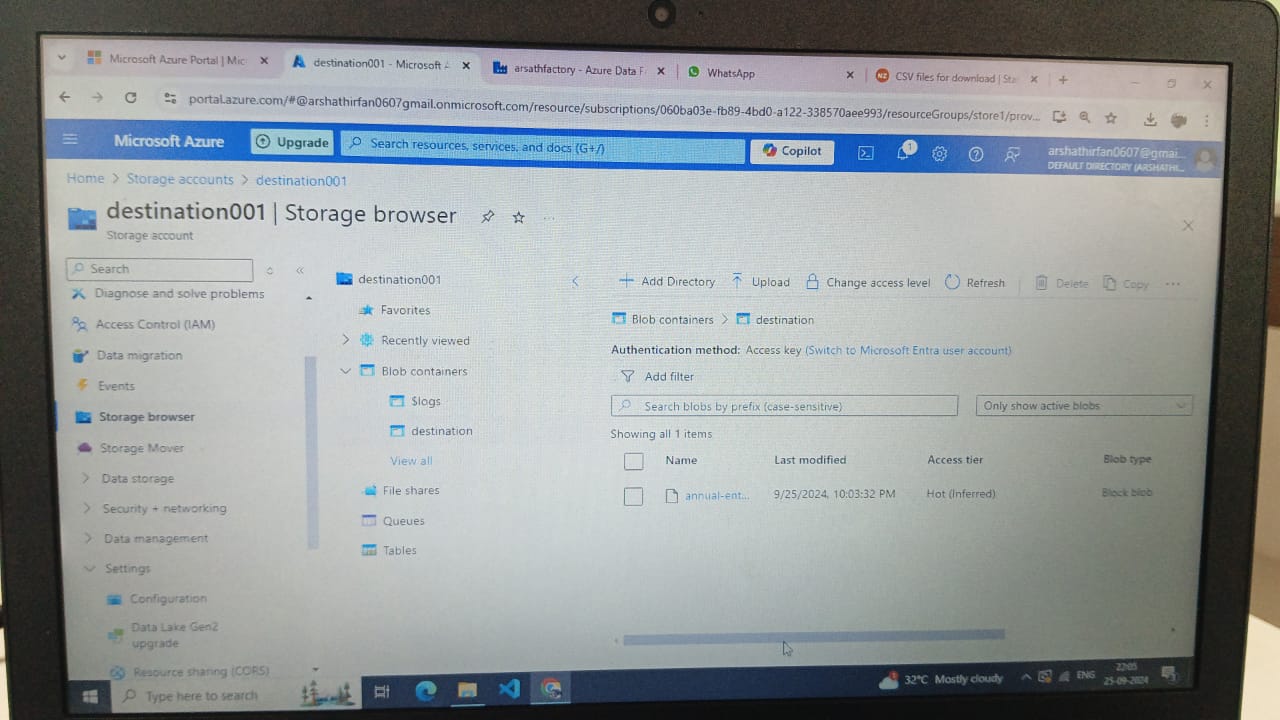 Microsoft Azure Portal | Mic
destination001 - Microsoft A
arsathfactory - Azure Data F
WhatsApp
CSV files for download | Sta
portal.azure.com/#@arshathirfan0607gmail.onmicrosoft.com/resource/subscriptions/060ba03e-fb89-4bd0-a122-338570aee993/resourceGroups/store1/prov...
Microsoft Azure
Upgrade
Search resources, services, and docs (G+/)
Copilot
1
arshathirfan0607@gmai...
DEFAULT DIRECTORY (ARSHATHI...
Home > Storage accounts > destination001
destination001 | Storage browser
Storage account
Search
Diagnose and solve problems
Access Control (IAM)
Data migration
Events
Storage browser
Storage Mover
Data storage
Security + networking
Data management
Settings
Configuration
Data Lake Gen2
upgrade
Resource sharing (CORS)
destination001
Favorites
Recently viewed
Blob containers
$logs
destination
View all
File shares
Queues
Tables
Add Directory
Upload
Change access level
Refresh
Delete
Copy
Blob containers > destination
Authentication method: Access key (Switch to Microsoft Entra user account)
Add filter
Search blobs by prefix (case-sensitive)
Only show active blobs
Showing all 1 items
Name Last modified Access tier Blob type
annual-ent... 9/25/2024, 10:03:32 PM Hot (Inferred) Block blob
Type here to search
32°C Mostly cloudy
ENG
22:05
25-09-2024